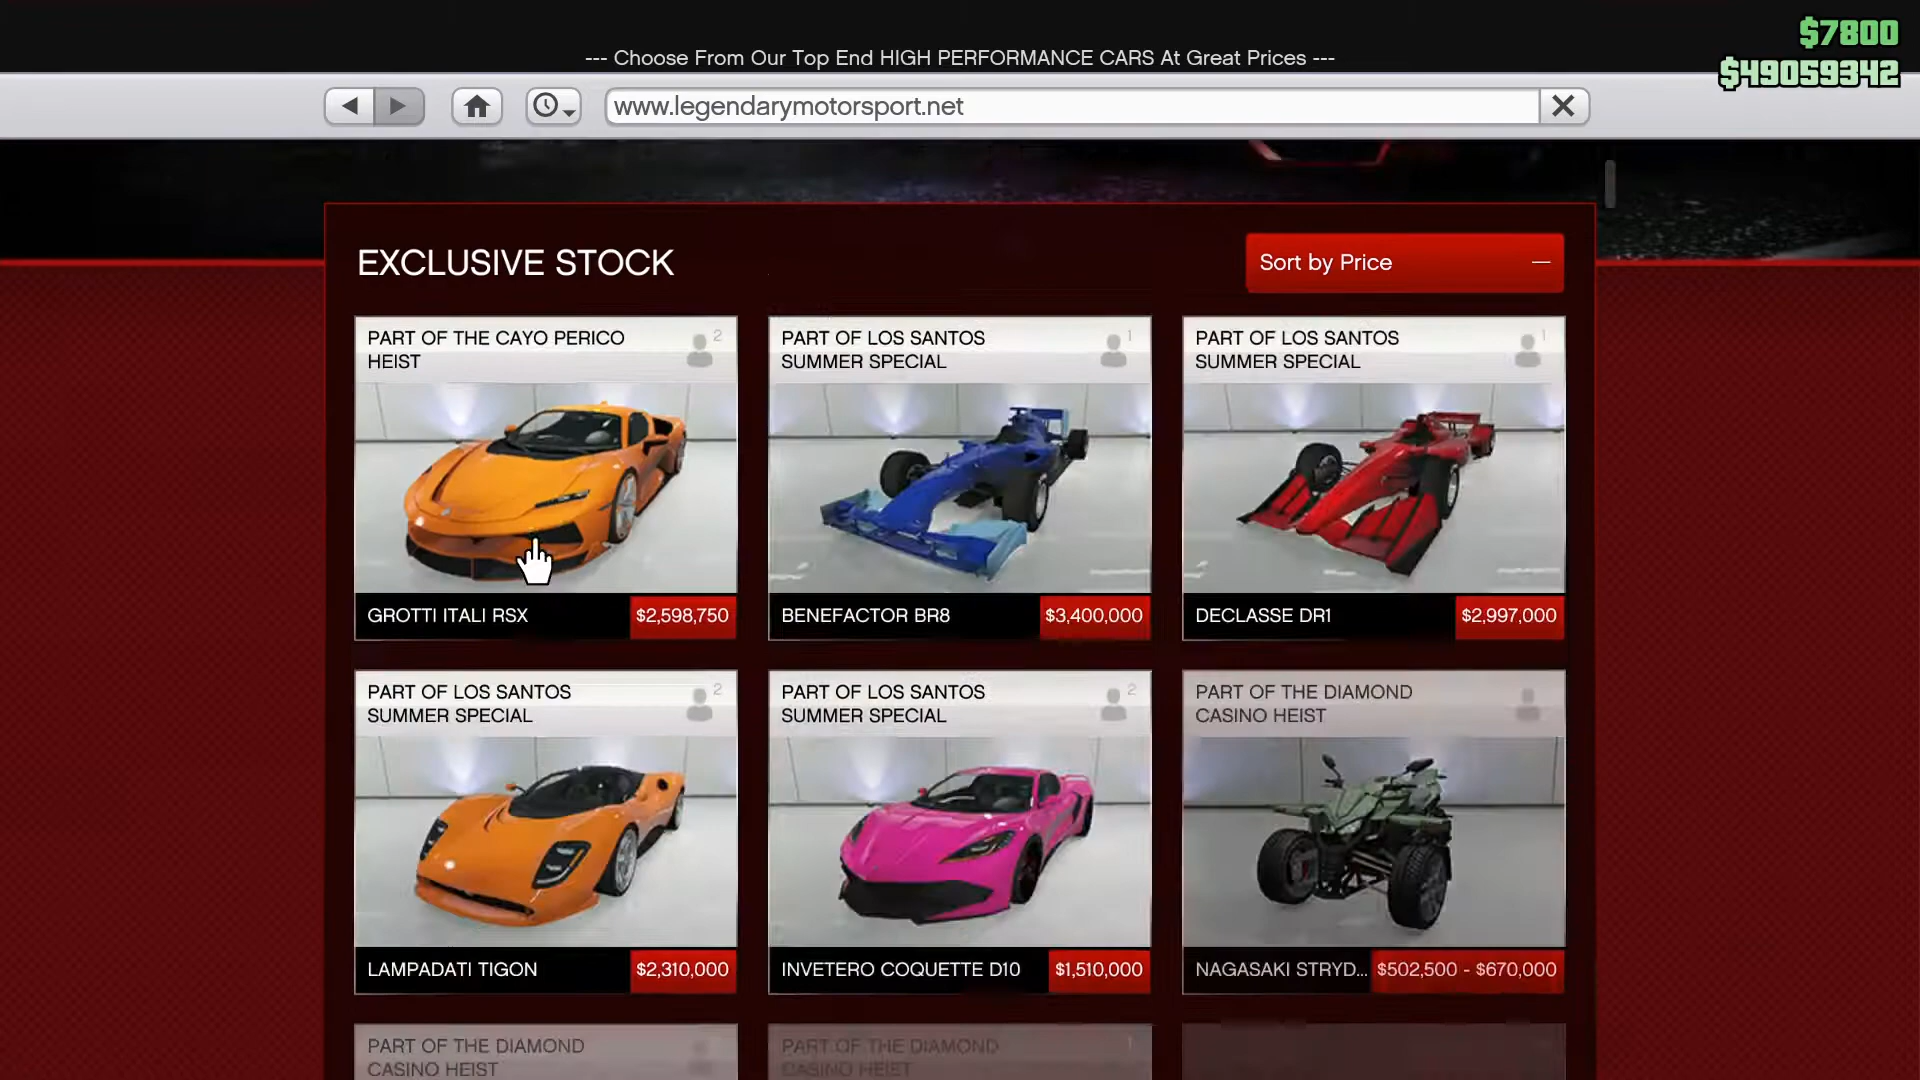 $7800
--- Choose From Our Top End HIGH PERFORMANCE CARS At Great Prices ---
$49059342
www.legendarymotorsport.net
EXCLUSIVE STOCK
Sort by Price
PART OF THE CAYO PERICO
HEIST
2
PART OF LOS SANTOS
SUMMER SPECIAL
1
PART OF LOS SANTOS
SUMMER SPECIAL
1
GROTTI ITALI RSX
$2,598,750
BENEFACTOR BR8
$3,400,000
DECLASSE DR1
$2,997,000
PART OF LOS SANTOS
SUMMER SPECIAL
2
PART OF LOS SANTOS
SUMMER SPECIAL
2
PART OF THE DIAMOND
CASINO HEIST
LAMPADATI TIGON
$2,310,000
INVETERO COQUETTE D10
$1,510,000
NAGASAKI STRYD...
$502,500 - $670,000
PART OF THE DIAMOND
CASINO HEIST
PART OF THE DIAMOND
CASINO HEIST
1